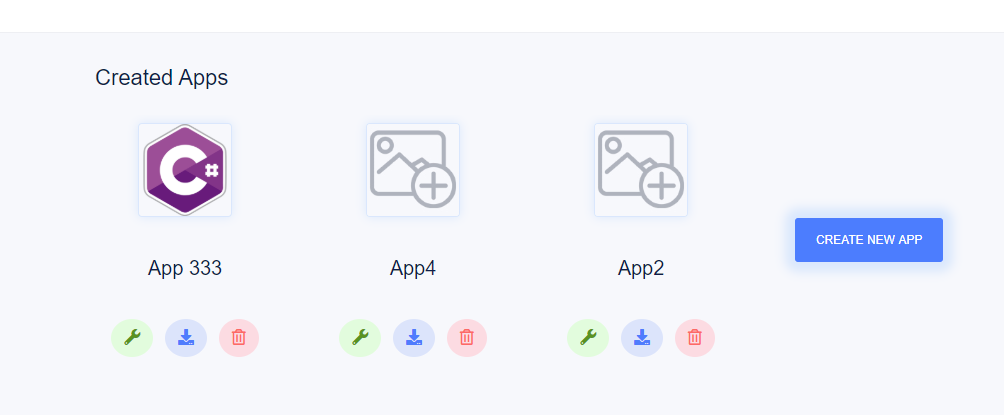 Created Apps
C#
App 333
App4
App2
CREATE NEW APP